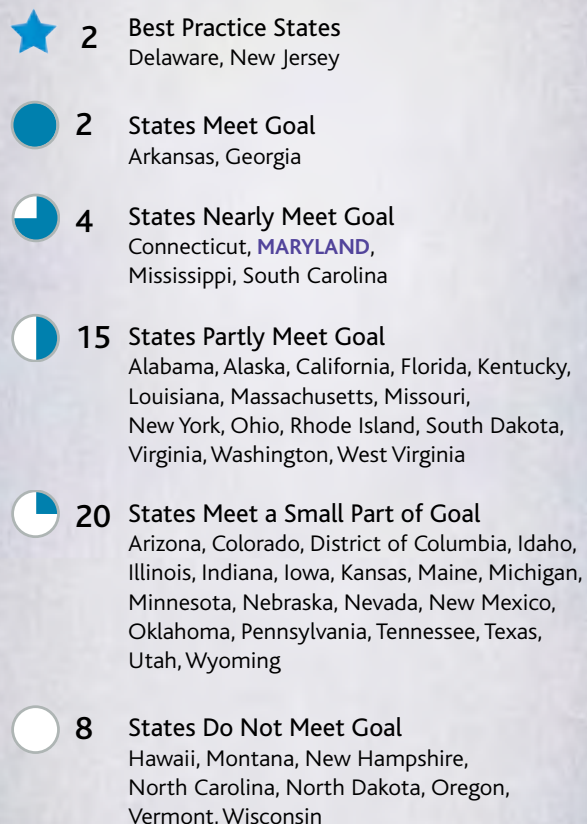 2 Best Practice States
Delaware, New Jersey
2 States Meet Goal
Arkansas, Georgia
4 States Nearly Meet Goal
Connecticut, MARYLAND,
Mississippi, South Carolina
15 States Partly Meet Goal
Alabama, Alaska, California, Florida, Kentucky,
Louisiana, Massachusetts, Missouri,
New York, Ohio, Rhode Island, South Dakota,
Virginia, Washington, West Virginia
20 States Meet a Small Part of Goal
Arizona, Colorado, District of Columbia, Idaho,
Illinois, Indiana, Iowa, Kansas, Maine, Michigan,
Minnesota, Nebraska, Nevada, New Mexico,
Oklahoma, Pennsylvania, Tennessee, Texas,
Utah, Wyoming
8 States Do Not Meet Goal
Hawaii, Montana, New Hampshire,
North Carolina, North Dakota, Oregon,
Vermont, Wisconsin